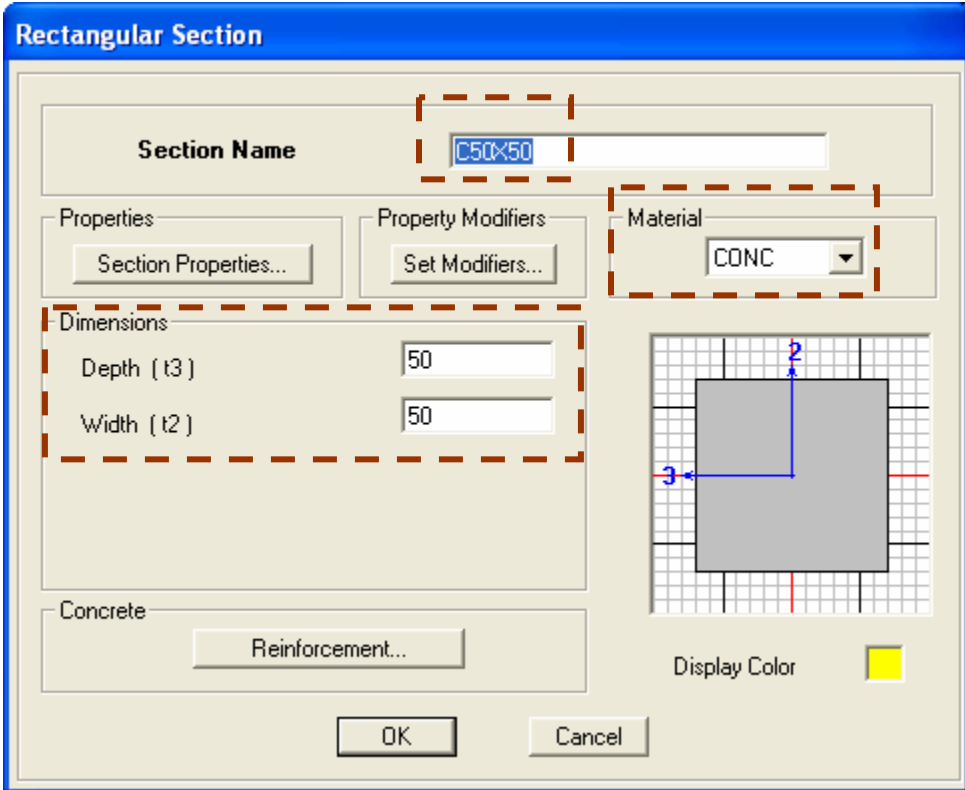 Rectangular Section
Section Name C50X50
Properties Property Modifiers Material
Section Properties... Set Modifiers... CONC
Dimensions
Depth ( t3 ) 50
Width ( t2 ) 50
2
3
Concrete
Reinforcement...
Display Color
OK Cancel